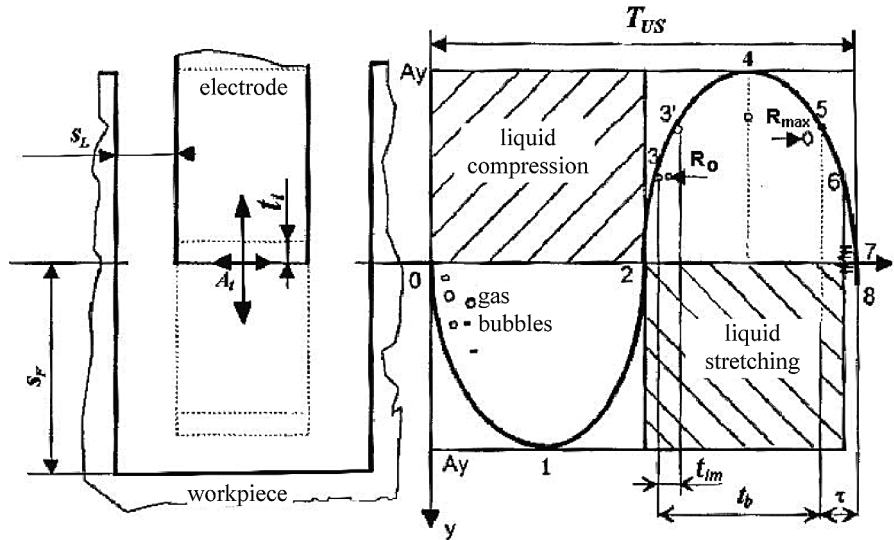 T_US
4
Ay
electrode
3'
5
R_max
s_L
liquid
compression
3
R_o
6
t_t
A_t
0
2
7
gas
bubbles
8
liquid
stretching
s_F
Ay
1
workpiece
t_im
t_b
τ
y